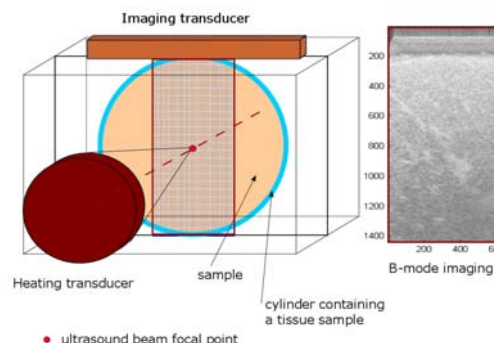 Imaging transducer
200
400
600
800
1000
1200
1400
200 400
B-mode imaging
sample
Heating transducer
cylinder containing
a tissue sample
ultrasound beam focal point